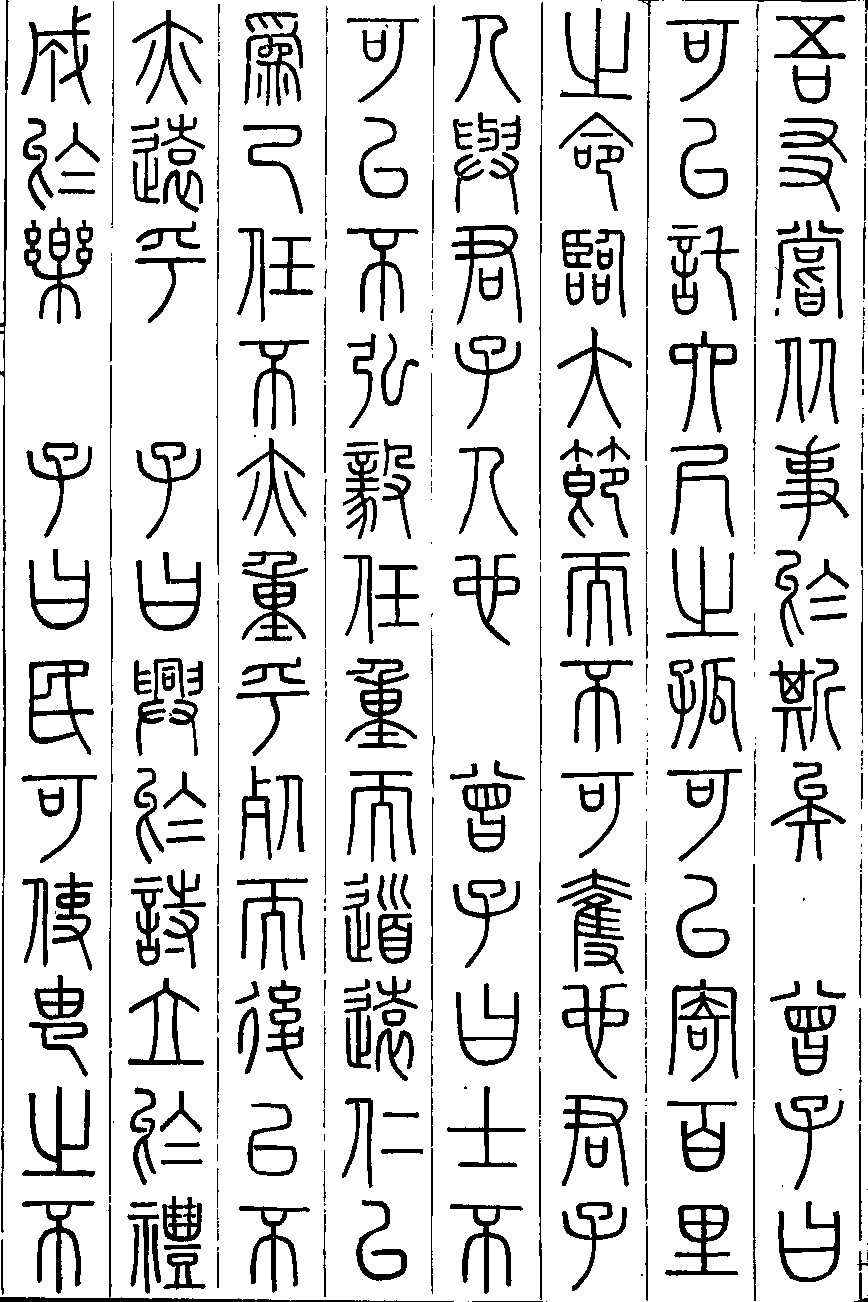 吾友嘗从事於斯矣 曾子曰
可以託六尺之孤可以寄百里
之命臨大節而不可奪也君子
人與君子人也 曾子曰士不
可以不弘毅任重而道遠仁以
爲己任不亦重乎死而後已不
亦遠乎 子曰興於詩立於禮
成於樂 子曰民可使由之不